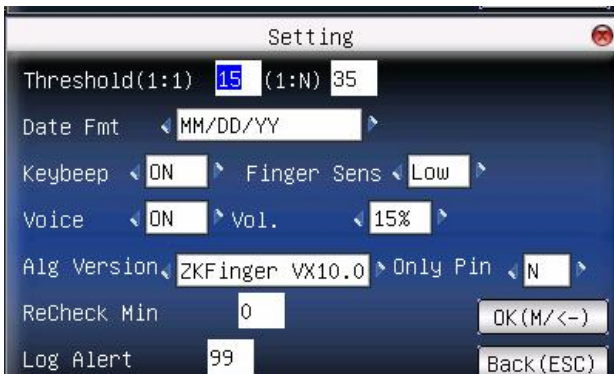 Setting
Threshold(1:1) 15 (1:N) 35
Date Fmt MM/DD/YY
Keybeep ON Finger Sens Low
Voice ON Vol. 15%
Alg Version ZKFinger VX10.0 Only Pin N
ReCheck Min 0 OK(M/<-)
Log Alert 99 Back(ESC)